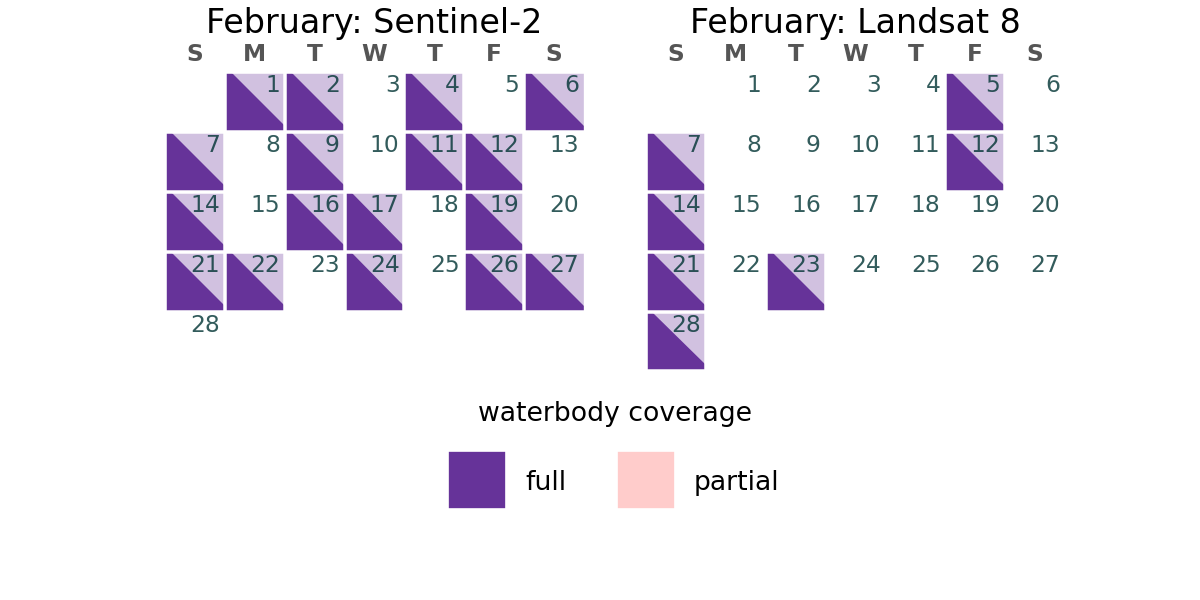 February: Sentinel-2
S M T W T F S
1 2 3 4 5 6
7 8 9 10 11 12 13
14 15 16 17 18 19 20
21 22 23 24 25 26 27
28
February: Landsat 8
S M T W T F S
1 2 3 4 5 6
7 8 9 10 11 12 13
14 15 16 17 18 19 20
21 22 23 24 25 26 27
28
waterbody coverage
full partial